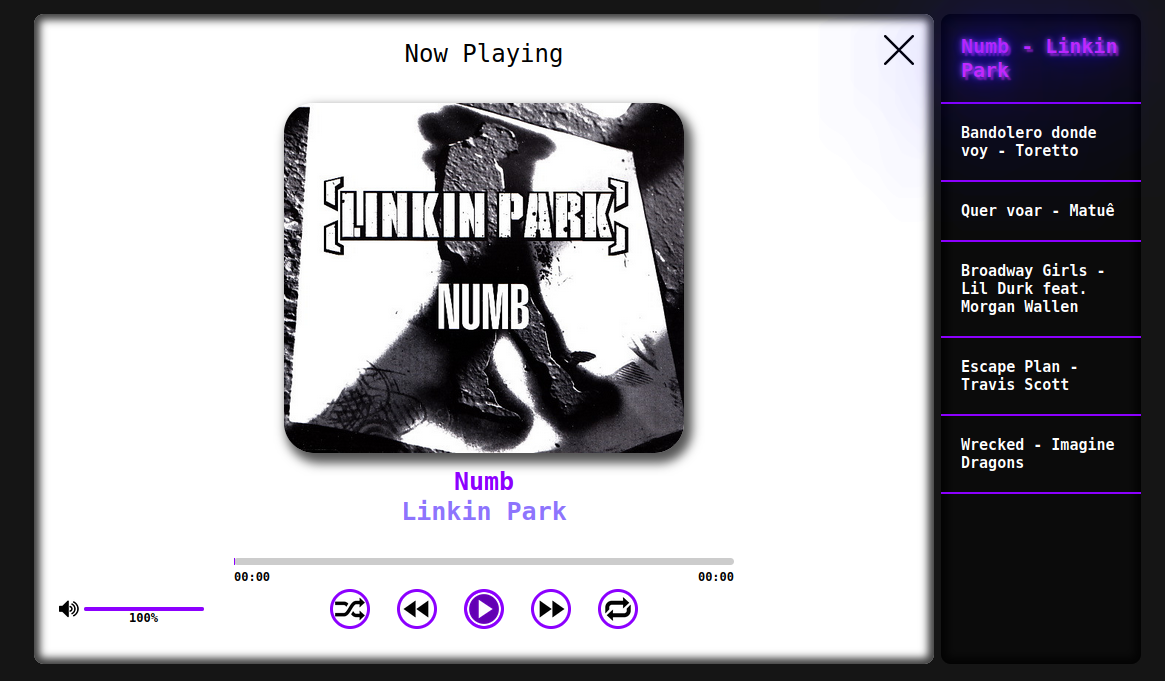 Now Playing
LINKIN PARK
NUMB
Numb
Linkin Park
00:00
00:00
100%
Numb - Linkin
Park
Bandolero donde
voy - Toretto
Quer voar - Matuê
Broadway Girls -
Lil Durk feat.
Morgan Wallen
Escape Plan -
Travis Scott
Wrecked - Imagine
Dragons